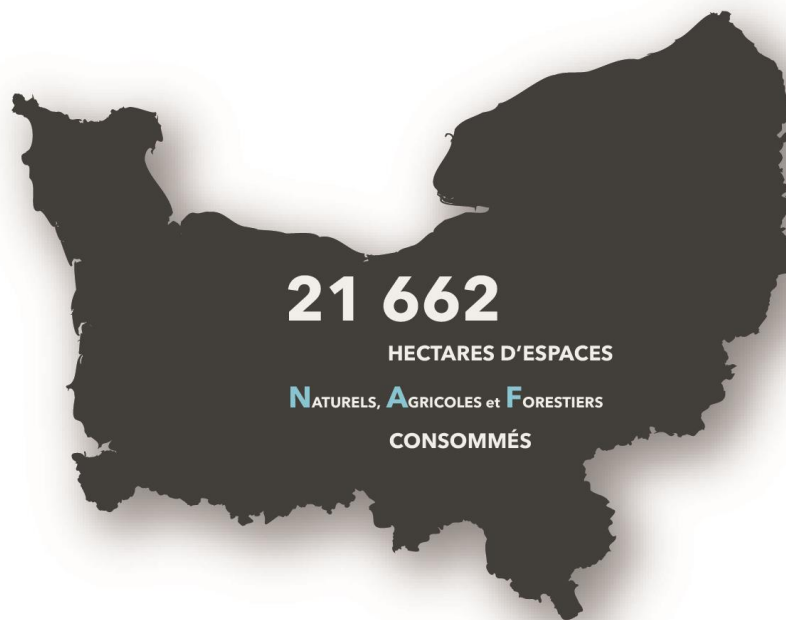 21 662
HECTARES D'ESPACES
NATURELS, AGRICOLES et FORESTIERS
CONSOMMÉS